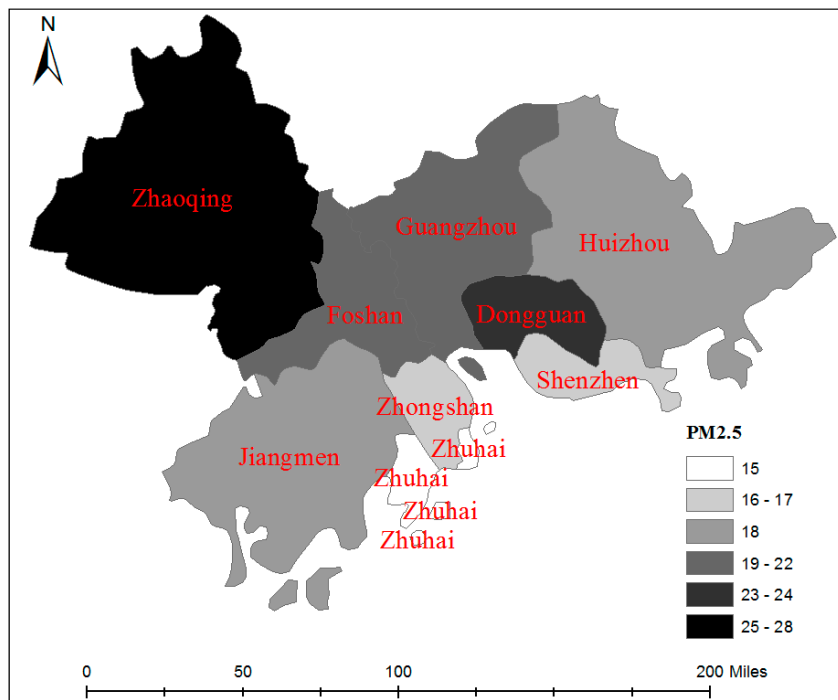 N
Zhaoqing
Guangzhou
Huizhou
Foshan
Dongguan
Shenzhen
Zhongshan
Jiangmen
Zhuhai
Zhuhai
Zhuhai
Zhuhai
PM2.5
15
16 - 17
18
19 - 22
23 - 24
25 - 28
0 50 100 200 Miles